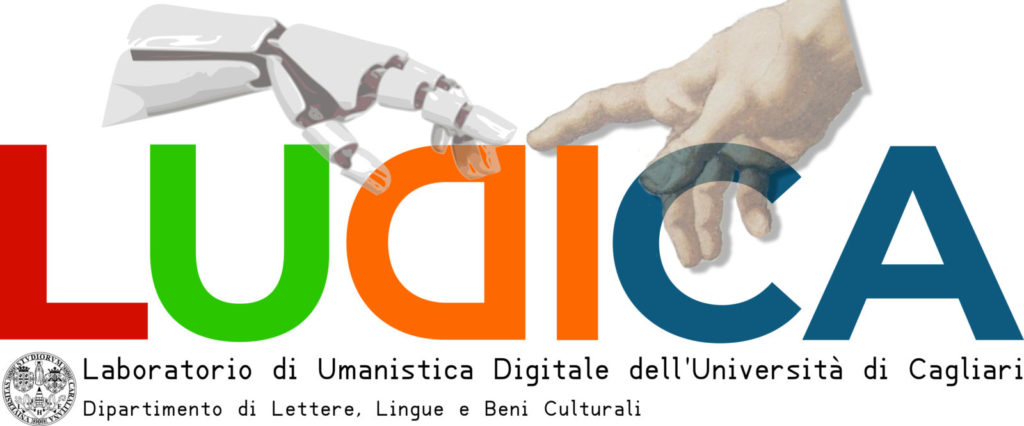 LUDICA
Laboratorio di Umanistica Digitale dell'Università di Cagliari
Dipartimento di Lettere, Lingue e Beni Culturali